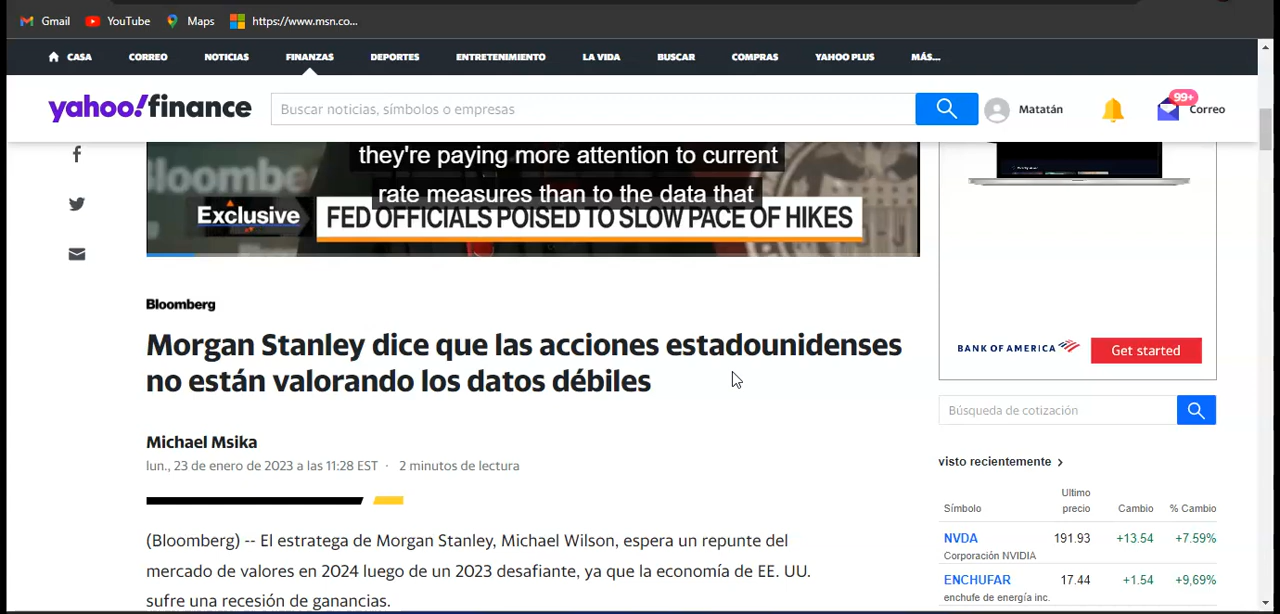 Gmail YouTube Maps https://www.msn.co...
CASA CORREO NOTICIAS FINANZAS DEPORTES ENTRETENIMIENTO LA VIDA BUSCAR COMPRAS YAHOO PLUS MÁS...
yahoo!finance Buscar noticias, símbolos o empresas Matatán 99+ Correo
they're paying more attention to current
rate measures than to the data that
Bloombe
Exclusive FED OFFICIALS POISED TO SLOW PACE OF HIKES
Bloomberg
Morgan Stanley dice que las acciones estadounidenses
no están valorando los datos débiles
Michael Msika
lun., 23 de enero de 2023 a las 11:28 EST · 2 minutos de lectura
(Bloomberg) -- El estratega de Morgan Stanley, Michael Wilson, espera un repunte del
mercado de valores en 2024 luego de un 2023 desafiante, ya que la economía de EE. UU.
sufre una recesión de ganancias.
BANK OF AMERICA Get started
Búsqueda de cotización
visto recientemente
Símbolo Ultimo precio Cambio % Cambio
NVDA 191.93 +13.54 +7.59%
Corporación NVIDIA
ENCHUFAR 17.44 +1.54 +9,69%
enchufe de energía inc.